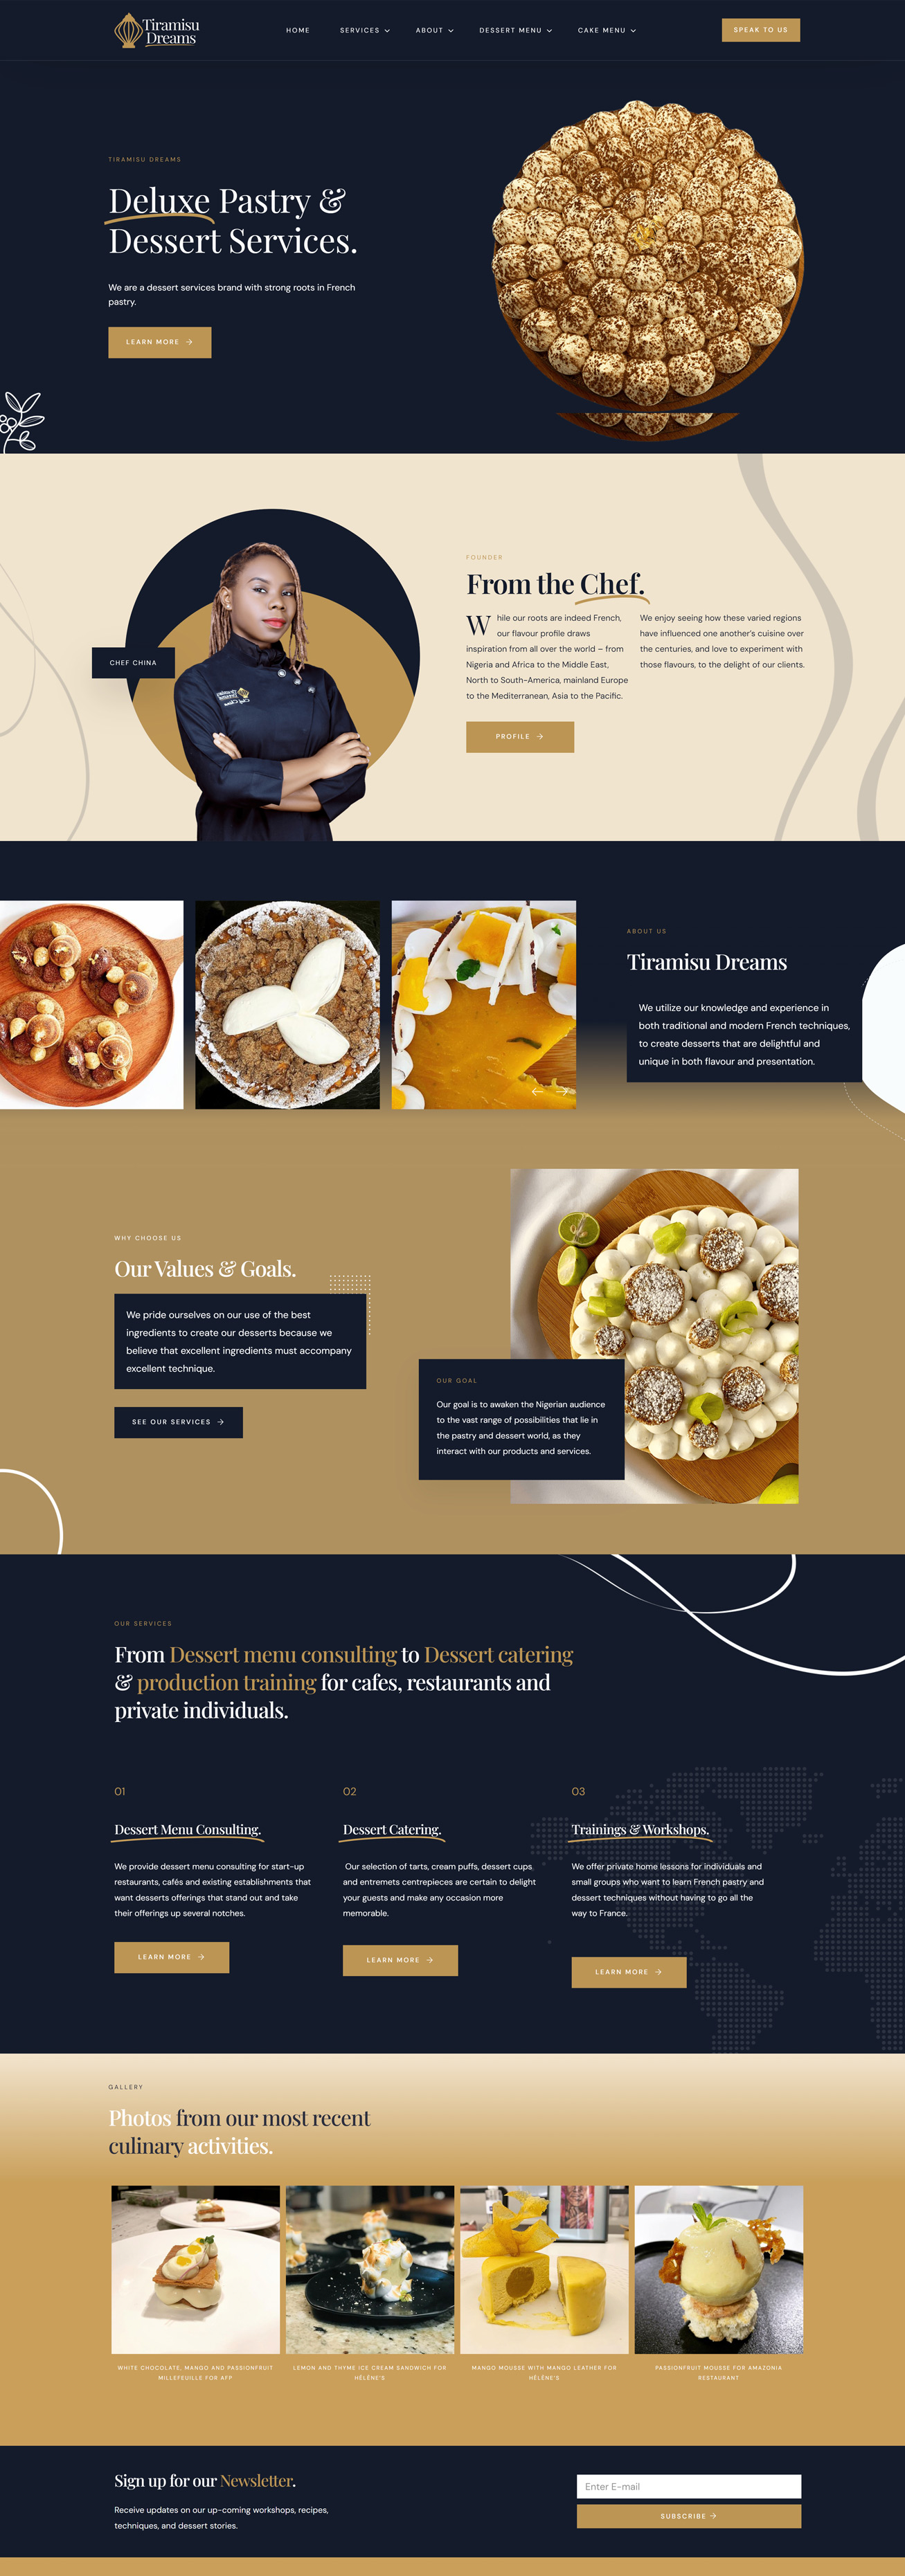 Tiramisu
Dreams
HOME
SERVICES
ABOUT
DESSERT MENU
CAKE MENU
SPEAK TO US
TIRAMISU DREAMS
Deluxe Pastry &
Dessert Services.
We are a dessert services brand with strong roots in French
pastry.
LEARN MORE
CHEF CHINA
FOUNDER
From the Chef.
While our roots are indeed French,
our flavour profile draws
inspiration from all over the world – from
Nigeria and Africa to the Middle East,
North to South-America, mainland Europe
to the Mediterranean, Asia to the Pacific.
We enjoy seeing how these varied regions
have influenced one another's cuisine over
the centuries, and love to experiment with
those flavours, to the delight of our clients.
PROFILE
ABOUT US
Tiramisu Dreams
We utilize our knowledge and experience in
both traditional and modern French techniques,
to create desserts that are delightful and
unique in both flavour and presentation.
WHY CHOOSE US
Our Values & Goals.
We pride ourselves on our use of the best
ingredients to create our desserts because we
believe that excellent ingredients must accompany
excellent technique.
SEE OUR SERVICES
OUR GOAL
Our goal is to awaken the Nigerian audience
to the vast range of possibilities that lie in
the pastry and dessert world, as they
interact with our products and services.
OUR SERVICES
From Dessert menu consulting to Dessert catering
& production training for cafes, restaurants and
private individuals.
01
Dessert Menu Consulting.
We provide dessert menu consulting for start-up
restaurants, cafés and existing establishments that
want desserts offerings that stand out and take
their offerings up several notches.
LEARN MORE
02
Dessert Catering.
Our selection of tarts, cream puffs, dessert cups
and entremets centrepieces are certain to delight
your guests and make any occasion more
memorable.
LEARN MORE
03
Trainings & Workshops.
We offer private home lessons for individuals and
small groups who want to learn French pastry and
dessert techniques without having to go all the
way to France.
LEARN MORE
GALLERY
Photos from our most recent
culinary activities.
WHITE CHOCOLATE, MANGO AND PASSIONFRUIT
MILLEFEUILLE FOR AFP
LEMON AND THYME ICE CREAM SANDWICH FOR
HÉLÈNE'S
MANGO MOUSSE WITH MANGO LEATHER FOR
HÉLÈNE'S
PASSIONFRUIT MOUSSE FOR AMAZONIA
RESTAURANT
Sign up for our Newsletter.
Receive updates on our up-coming workshops, recipes,
techniques, and dessert stories.
Enter E-mail
SUBSCRIBE